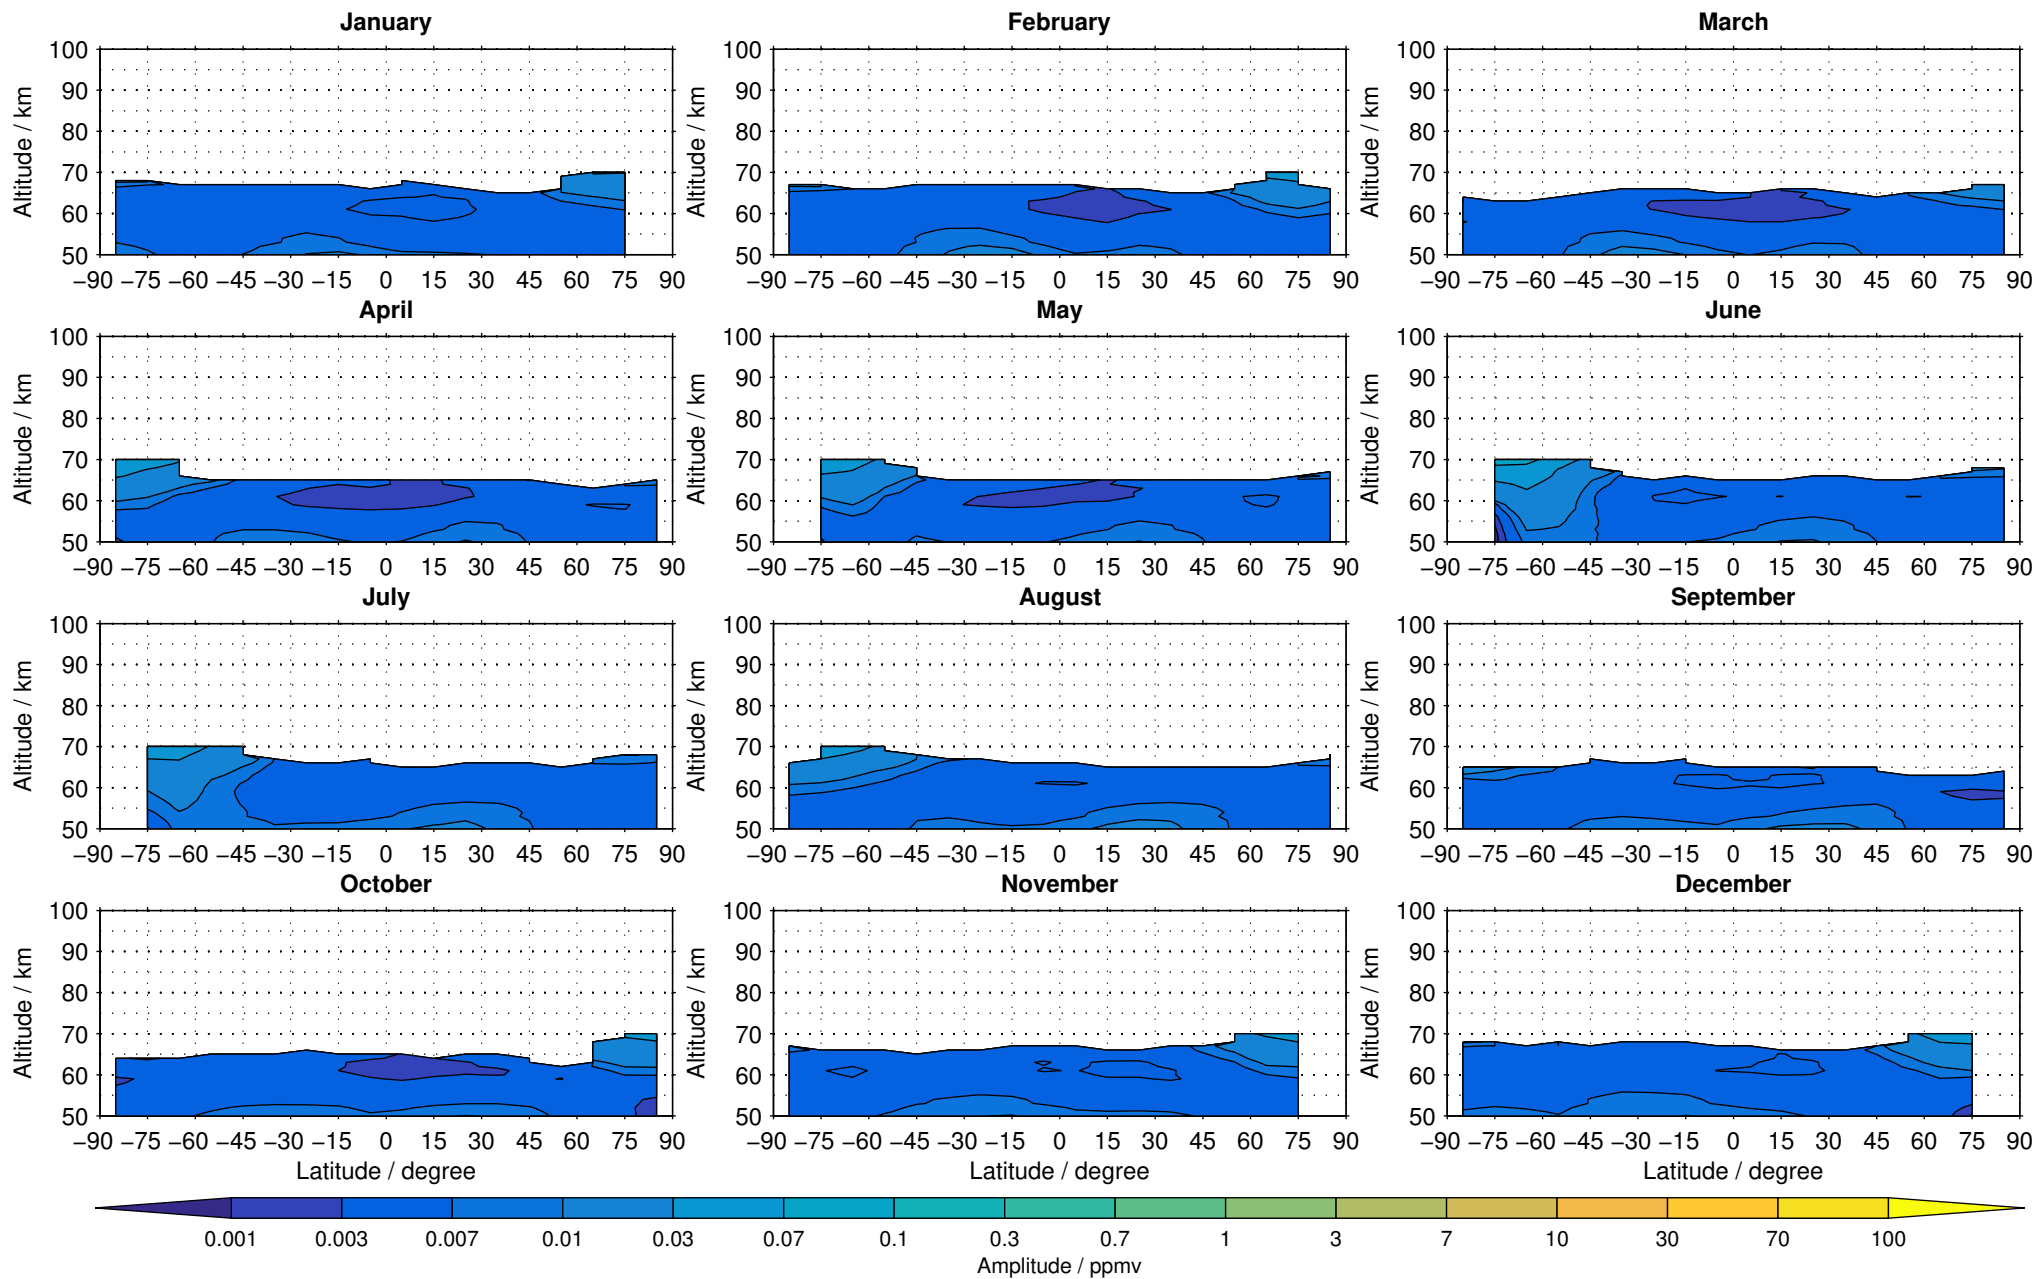 January February March
100 100 100
90 90 90
80 80 80
70 70 70
60 60 60
50 50 50
Altitude / km Altitude / km Altitude / km
−90 −75 −60 −45 −30 −15 0 15 30 45 60 75 90 −90 −75 −60 −45 −30 −15 0 15 30 45 60 75 90 −90 −75 −60 −45 −30 −15 0 15 30 45 60 75 90
April May June
100 100 100
90 90 90
80 80 80
70 70 70
60 60 60
50 50 50
Altitude / km Altitude / km Altitude / km
−90 −75 −60 −45 −30 −15 0 15 30 45 60 75 90 −90 −75 −60 −45 −30 −15 0 15 30 45 60 75 90 −90 −75 −60 −45 −30 −15 0 15 30 45 60 75 90
July August September
100 100 100
90 90 90
80 80 80
70 70 70
60 60 60
50 50 50
Altitude / km Altitude / km Altitude / km
−90 −75 −60 −45 −30 −15 0 15 30 45 60 75 90 −90 −75 −60 −45 −30 −15 0 15 30 45 60 75 90 −90 −75 −60 −45 −30 −15 0 15 30 45 60 75 90
October November December
100 100 100
90 90 90
80 80 80
70 70 70
60 60 60
50 50 50
Altitude / km Altitude / km Altitude / km
−90 −75 −60 −45 −30 −15 0 15 30 45 60 75 90 −90 −75 −60 −45 −30 −15 0 15 30 45 60 75 90 −90 −75 −60 −45 −30 −15 0 15 30 45 60 75 90
Latitude / degree Latitude / degree Latitude / degree
0.001 0.003 0.007 0.01 0.03 0.07 0.1 0.3 0.7 1 3 7 10 30 70 100
Amplitude / ppmv